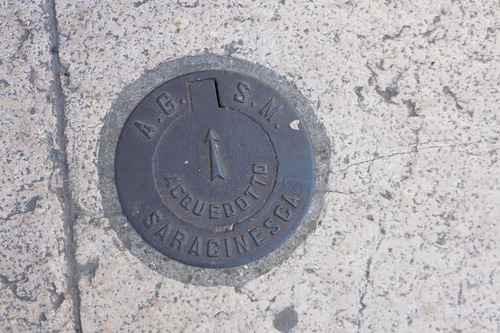 A.G. S.M.
ACQUEDOTTO
SARACINESCA